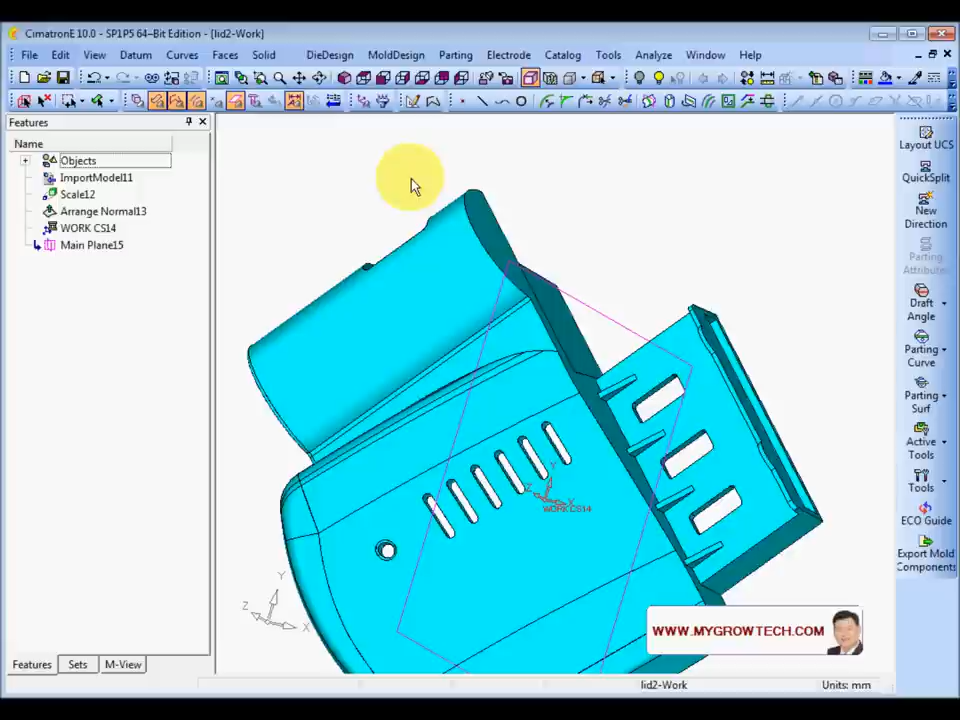 CimatronE 10.0 - SP1P5 64-Bit Edition - [lid2-Work]
File Edit View Datum Curves Faces Solid DieDesign MoldDesign Parting Electrode Catalog Tools Analyze Window Help
Features
Name
Objects
ImportModel11
Scale12
Arrange Normal13
WORK CS14
Main Plane15
Layout UCS
QuickSplit
New
Direction
Parting
Attributes
Draft
Angle
Parting
Curve
Parting
Surf
Active
Tools
Tools
ECO Guide
Export Mold
Components
Y
Z
X
WORK CS14
Y
Z
X
WWW.MYGROWTECH.COM
Features Sets M-View
lid2-Work
Units: mm